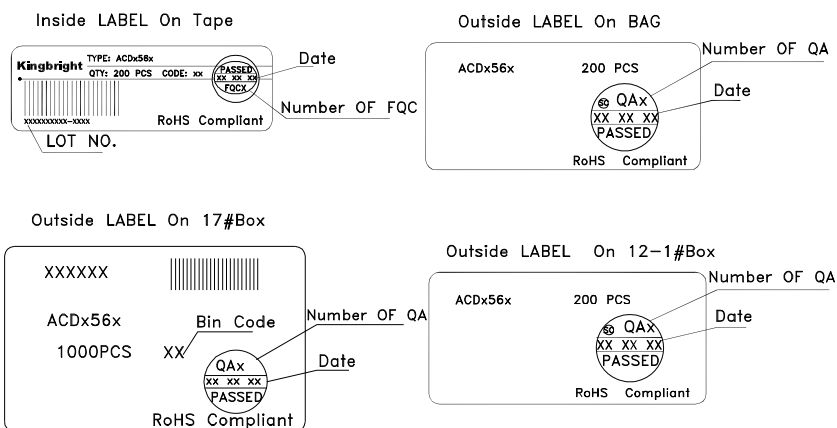 Inside LABEL On Tape
Kingbright
TYPE: ACDx56x
QTY: 200 PCS CODE: xx
PASSED
xx xx xx
FQCX
Date
Number OF FQC
xxxxxxxxxx-xxxx
RoHS Compliant
LOT NO.
Outside LABEL On BAG
ACDx56x 200 PCS
Number OF QA
SC QAx
XX XX XX
PASSED
Date
RoHS Compliant
Outside LABEL On 17#Box
XXXXXX
ACDx56x
Bin Code
1000PCS XX
Number OF QA
QAx
xx xx xx
PASSED
Date
RoHS Compliant
Outside LABEL On 12-1#Box
ACDx56x 200 PCS
Number OF QA
SC QAx
XX XX XX
PASSED
Date
RoHS Compliant